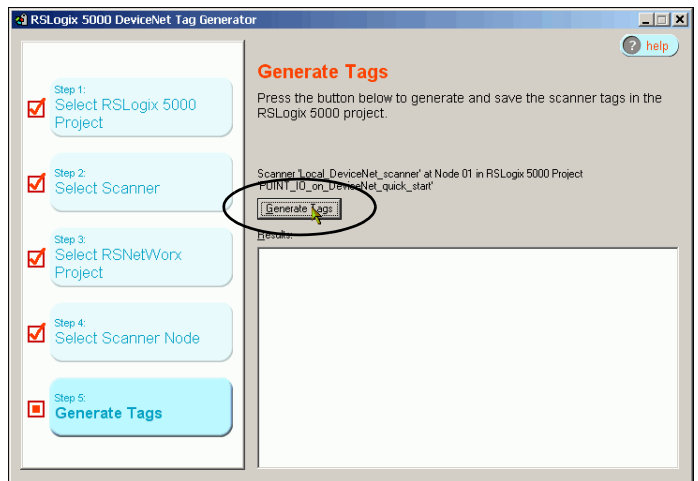 RSLogix 5000 DeviceNet Tag Generator
help
Step 1:
Select RSLogix 5000
Project
Step 2:
Select Scanner
Step 3:
Select RSNetWorx
Project
Step 4:
Select Scanner Node
Step 5:
Generate Tags
Generate Tags
Press the button below to generate and save the scanner tags in the
RSLogix 5000 project.
Scanner 'Local_DeviceNet_scanner' at Node 01 in RSLogix 5000 Project
'POINT_IO_on_DeviceNet_quick_start'
Generate Tags
Results: